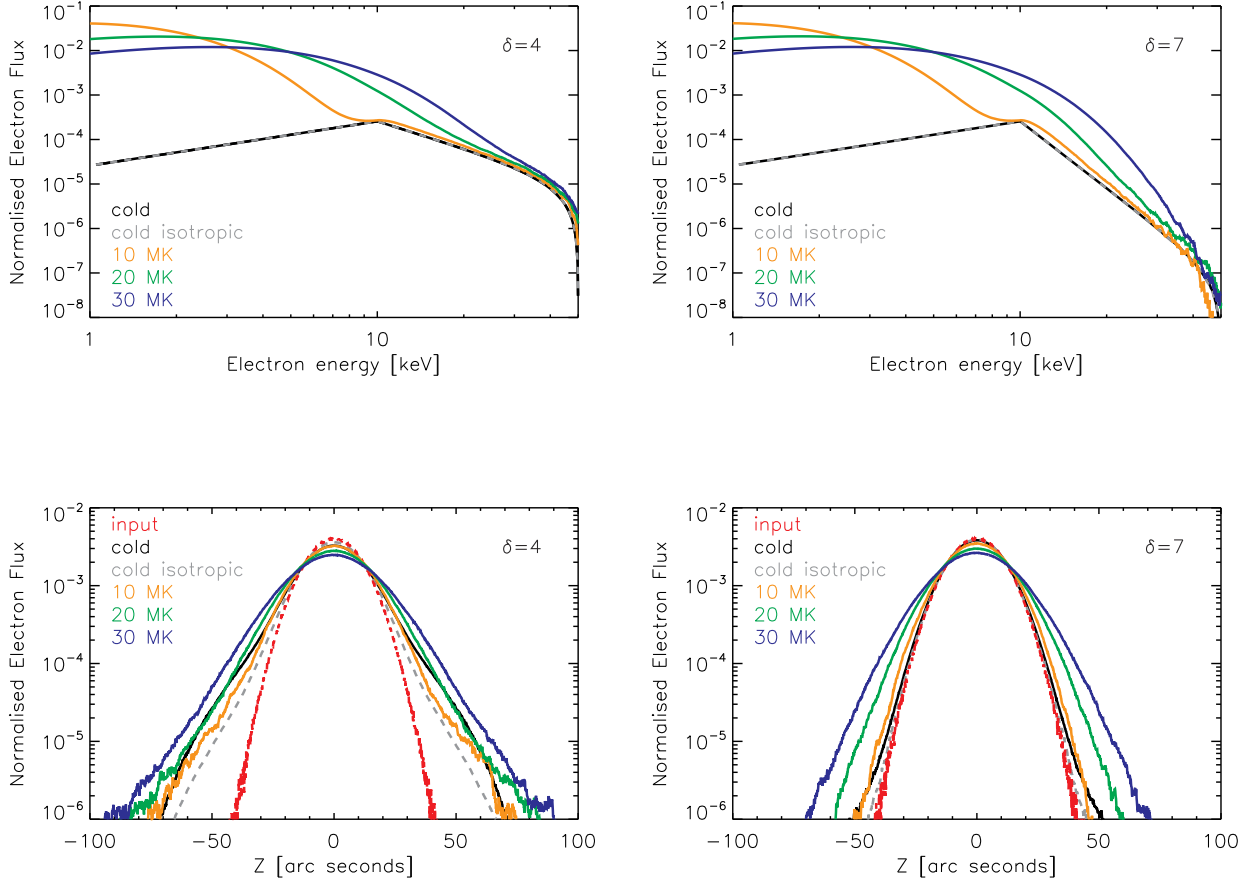 Normalised Electron Flux
10⁻¹
10⁻²
10⁻³
10⁻⁴
10⁻⁵
10⁻⁶
10⁻⁷
10⁻⁸
δ=4
cold
cold isotropic
10 MK
20 MK
30 MK
1
10
Electron energy [keV]
Normalised Electron Flux
10⁻¹
10⁻²
10⁻³
10⁻⁴
10⁻⁵
10⁻⁶
10⁻⁷
10⁻⁸
δ=7
cold
cold isotropic
10 MK
20 MK
30 MK
1
10
Electron energy [keV]
Normalised Electron Flux
10⁻²
10⁻³
10⁻⁴
10⁻⁵
10⁻⁶
input
cold
cold isotropic
10 MK
20 MK
30 MK
δ=4
−100
−50
0
50
100
Z [arc seconds]
Normalised Electron Flux
10⁻²
10⁻³
10⁻⁴
10⁻⁵
10⁻⁶
input
cold
cold isotropic
10 MK
20 MK
30 MK
δ=7
−100
−50
0
50
100
Z [arc seconds]